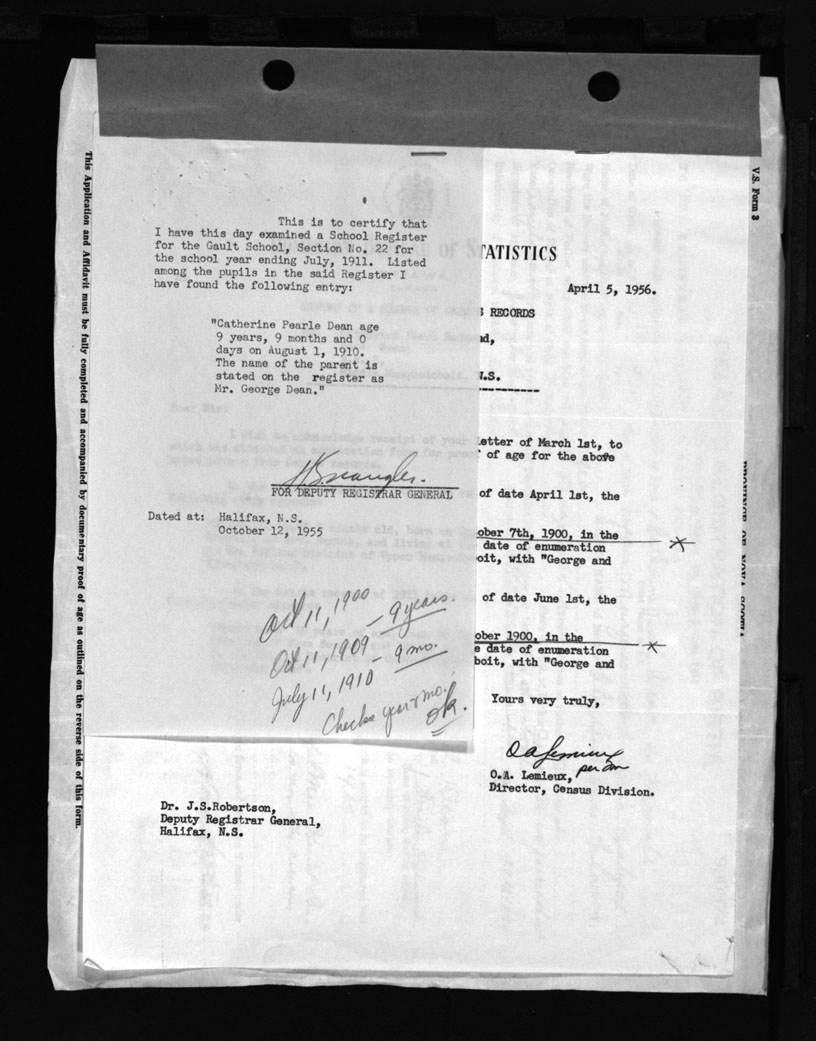 This Application and Affidavit must be fully completed and accompanied by documentary proof of age as outlined on the reverse side of this form.
V.S. Form 3
This is to certify that
I have this day examined a School Register
for the Gault School, Section No. 22 for
the school year ending July, 1911. Listed
among the pupils in the said Register I
have found the following entry:
"Catherine Pearle Dean age
9 years, 9 months and 0
days on August 1, 1910.
The name of the parent is
stated on the register as
Mr. George Dean."
FOR DEPUTY REGISTRAR GENERAL
Dated at: Halifax, N.S.
October 12, 1955
Oct 11, 1900
— 9 years.
Oct 11, 1909
— 9 mo.
July 11, 1910
Checks year & mo.
ok.
TATISTICS
April 5, 1956.
RECORDS
nd,
N.S.
letter of March 1st, to
of age for the above
of date April 1st, the
ober 7th, 1900, in the
date of enumeration
oit, with "George and
of date June 1st, the
ober 1900, in the
e date of enumeration
boit, with "George and
Yours very truly,
O A Lemieux
per
O.A. Lemieux,
Director, Census Division.
Dr. J.S.Robertson,
Deputy Registrar General,
Halifax, N.S.